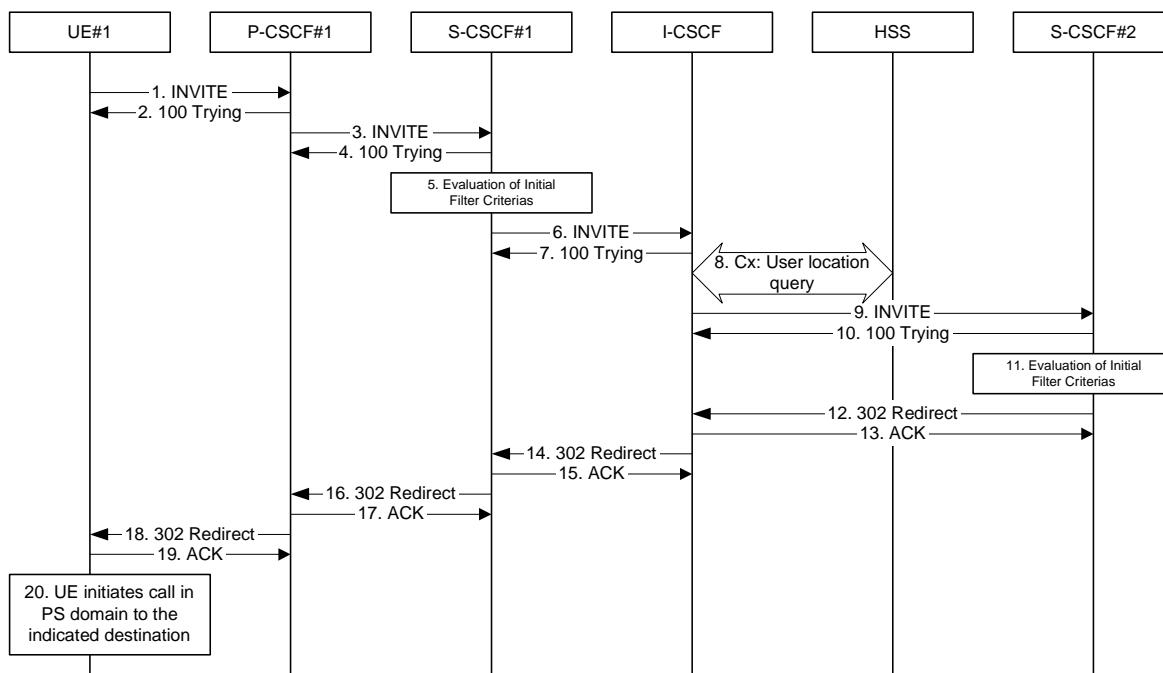 UE#1
P-CSCF#1
S-CSCF#1
I-CSCF
HSS
S-CSCF#2
1. INVITE
2. 100 Trying
3. INVITE
4. 100 Trying
5. Evaluation of Initial
Filter Criterias
6. INVITE
7. 100 Trying
8. Cx: User location
query
9. INVITE
10. 100 Trying
11. Evaluation of Initial
Filter Criterias
12. 302 Redirect
13. ACK
14. 302 Redirect
15. ACK
16. 302 Redirect
17. ACK
18. 302 Redirect
19. ACK
20. UE initiates call in
PS domain to the
indicated destination